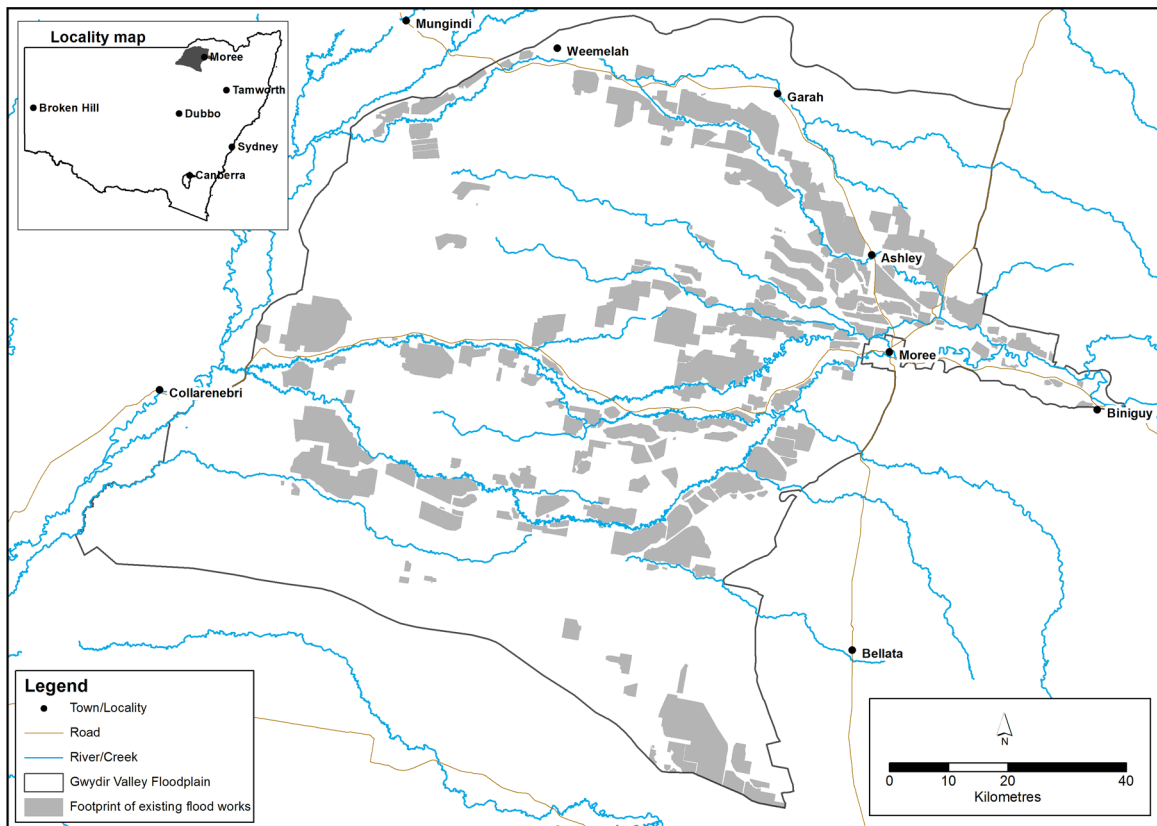 Locality map
Moree
Tamworth
Broken Hill
Dubbo
Sydney
Canberra
Mungindi
Weemelah
Garah
Ashley
Moree
Collarenebri
Biniguy
Bellata
Legend
Town/Locality
Road
River/Creek
Gwydir Valley Floodplain
Footprint of existing flood works
N
0 10 20 40
Kilometres